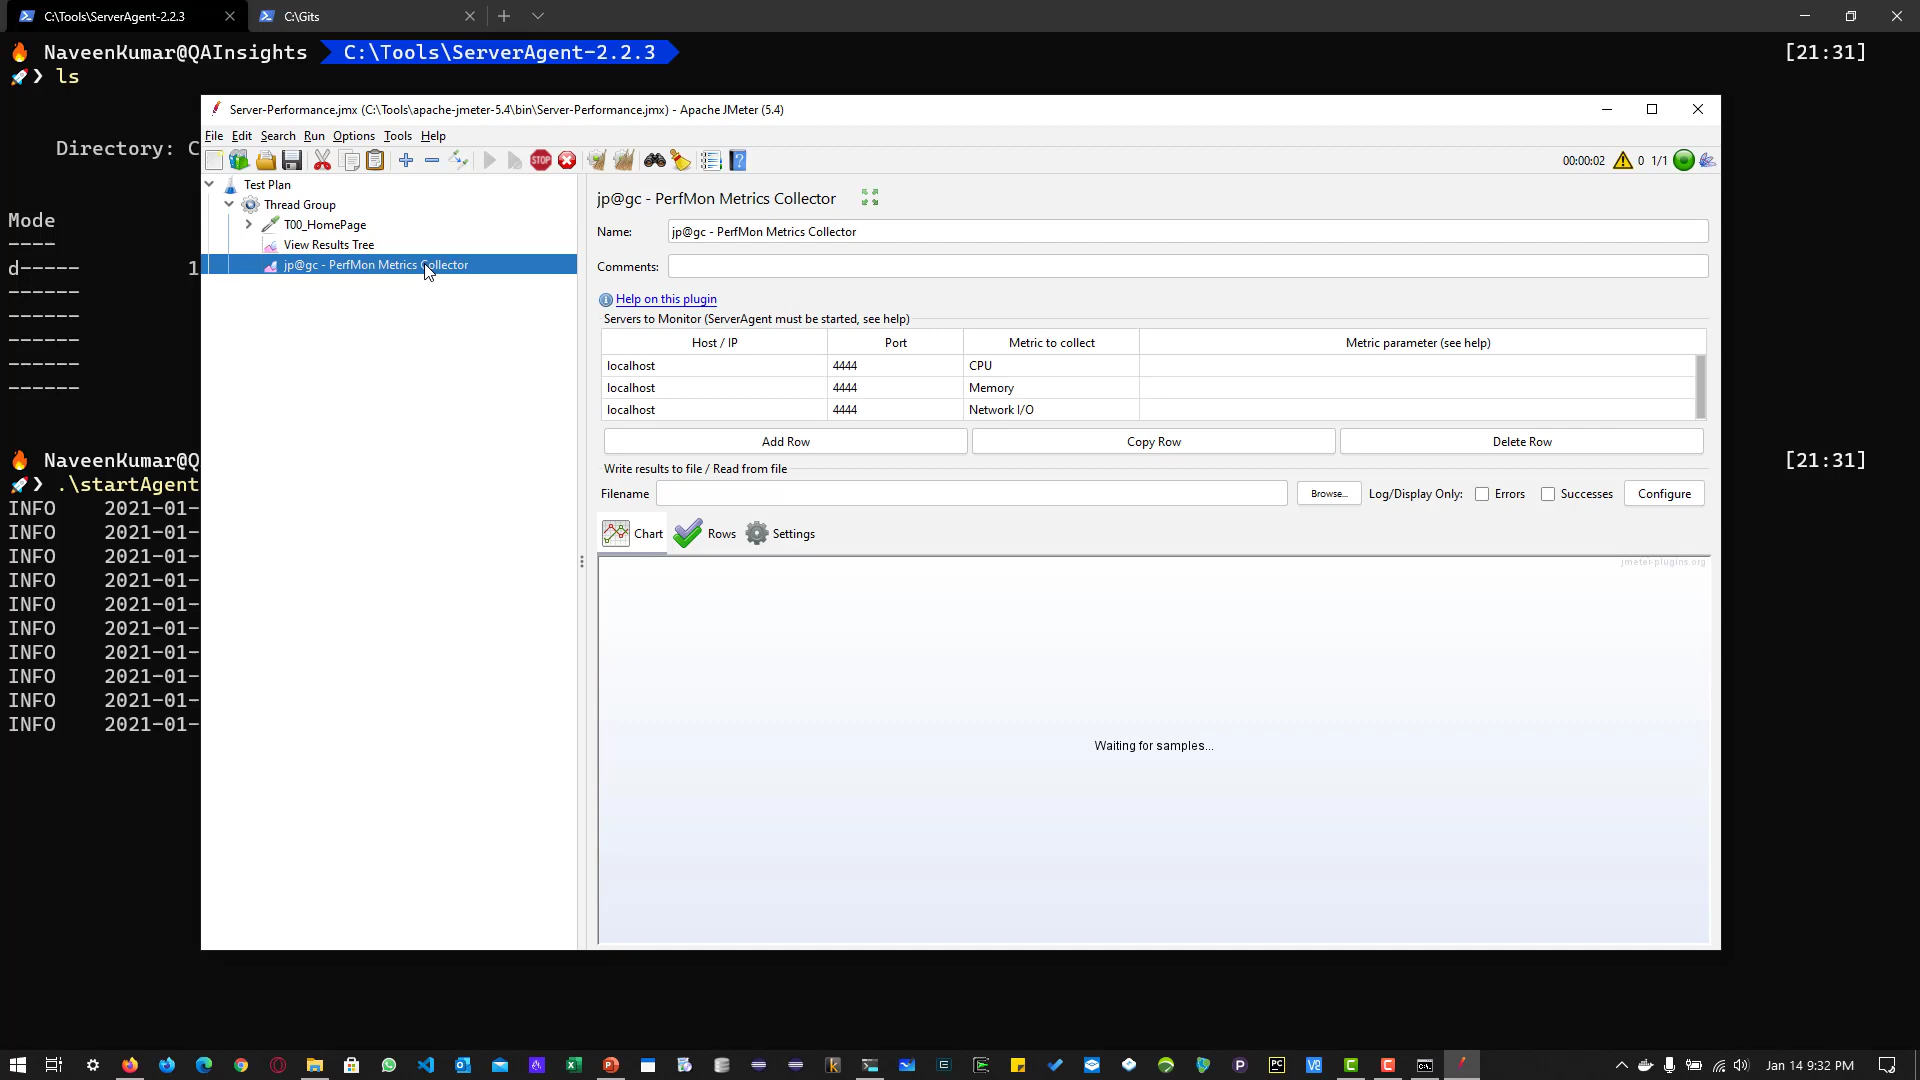 C:\Tools\ServerAgent-2.2.3
C:\Gits
NaveenKumar@QAInsights C:\Tools\ServerAgent-2.2.3 [21:31]
❯ ls
Directory: C
Mode
----
d----- 1
------
------
------
------
------
NaveenKumar@Q [21:31]
❯ .\startAgent
INFO 2021-01-
INFO 2021-01-
INFO 2021-01-
INFO 2021-01-
INFO 2021-01-
INFO 2021-01-
INFO 2021-01-
INFO 2021-01-
INFO 2021-01-
INFO 2021-01-
Server-Performance.jmx (C:\Tools\apache-jmeter-5.4\bin\Server-Performance.jmx) - Apache JMeter (5.4)
File Edit Search Run Options Tools Help
STOP
00:00:02 0 1/1
Test Plan
Thread Group
T00_HomePage
View Results Tree
jp@gc - PerfMon Metrics Collector
jp@gc - PerfMon Metrics Collector
Name: jp@gc - PerfMon Metrics Collector
Comments:
Help on this plugin
Servers to Monitor (ServerAgent must be started, see help)
Host / IP Port Metric to collect Metric parameter (see help)
localhost 4444 CPU
localhost 4444 Memory
localhost 4444 Network I/O
Add Row Copy Row Delete Row
Write results to file / Read from file
Filename Browse... Log/Display Only: Errors Successes Configure
Chart Rows Settings
jmeter-plugins.org
Waiting for samples...
Jan 14 9:32 PM